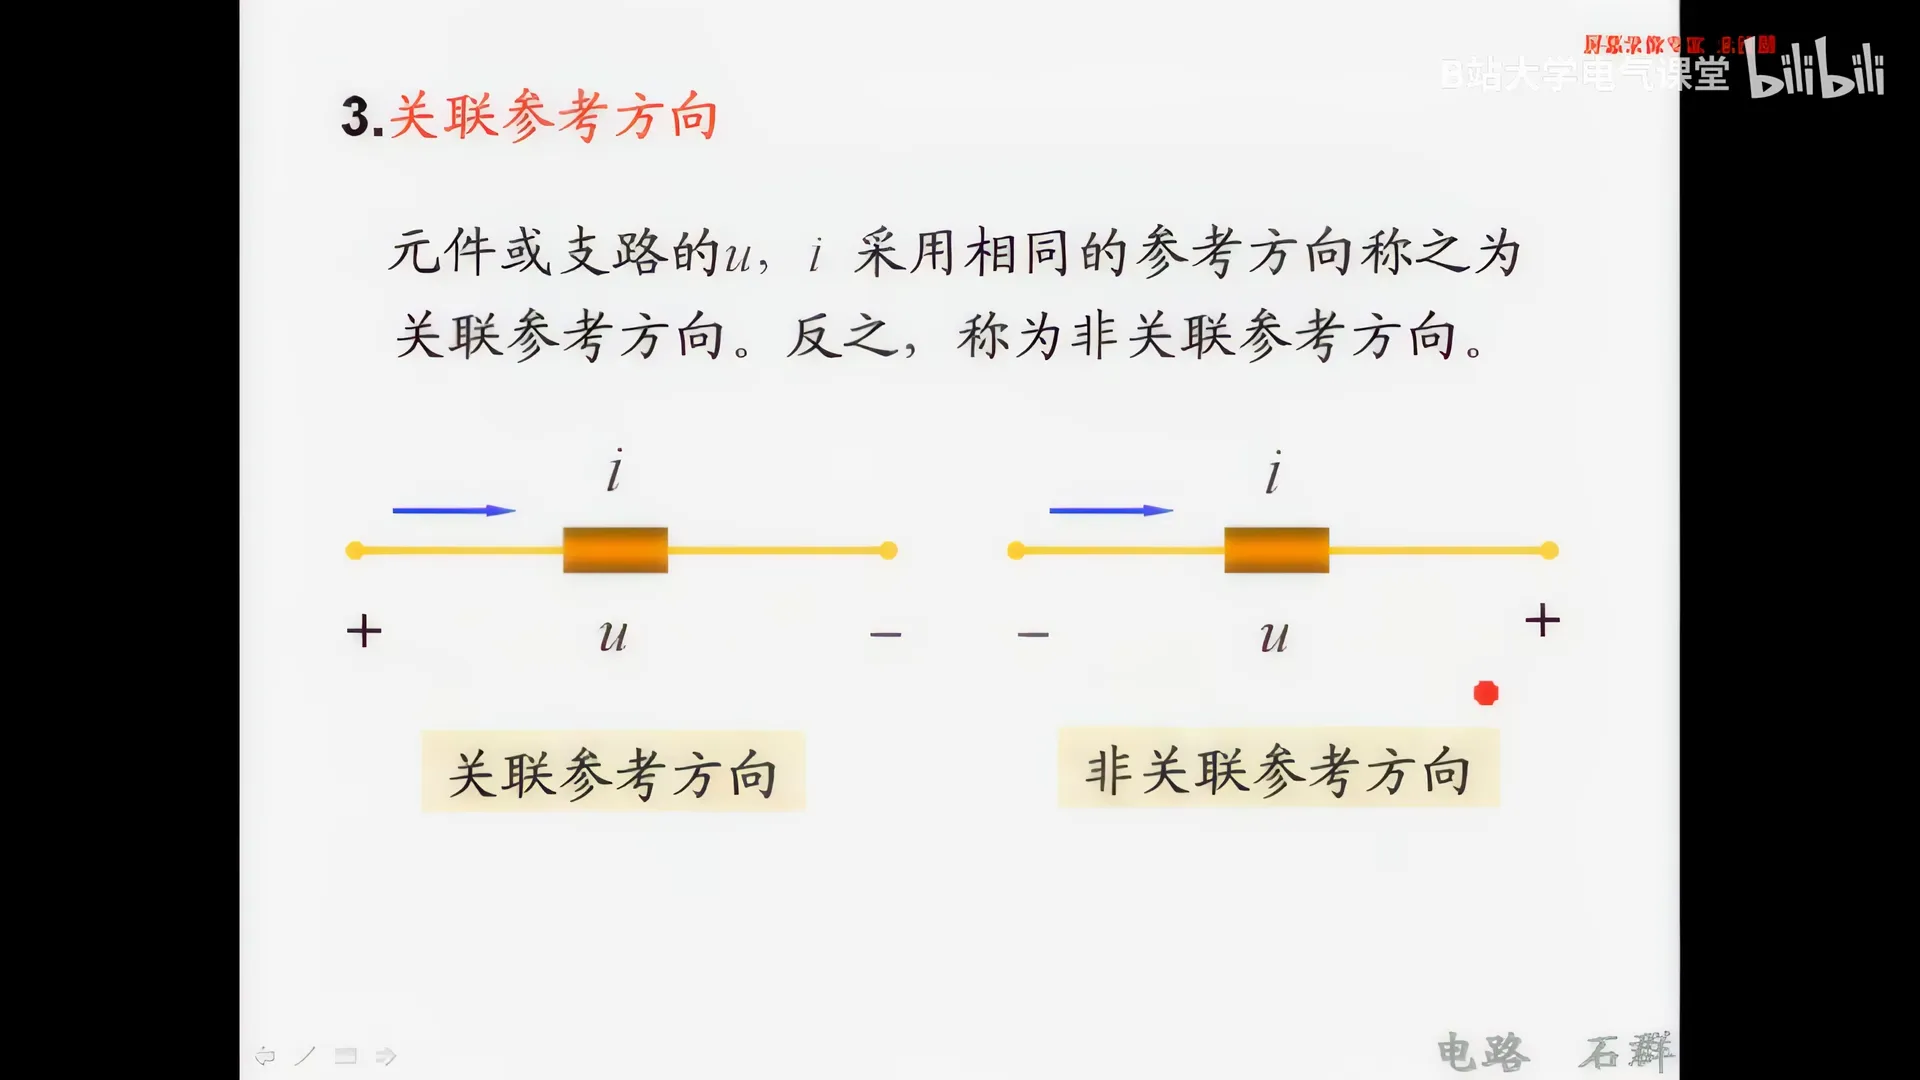 B站大学电气课堂 bilibili
3.关联参考方向
元件或支路的u，i 采用相同的参考方向称之为
关联参考方向。反之，称为非关联参考方向。
i i
+ u − − u +
关联参考方向 非关联参考方向
电路 石群